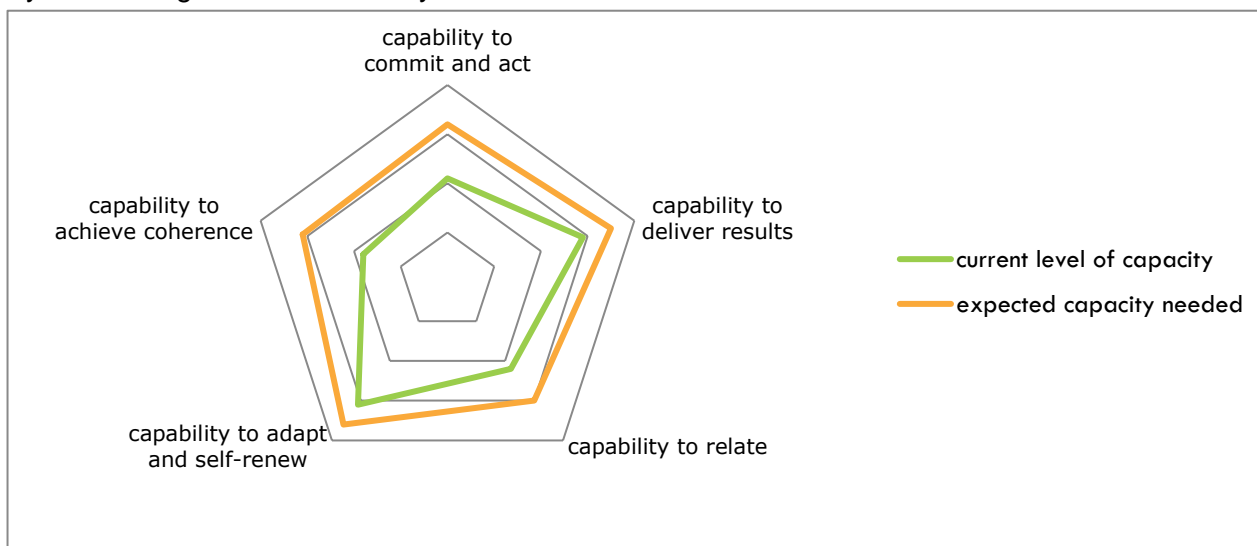 capability to
commit and act
capability to
achieve coherence
capability to
deliver results
current level of capacity
expected capacity needed
capability to adapt
and self-renew
capability to relate